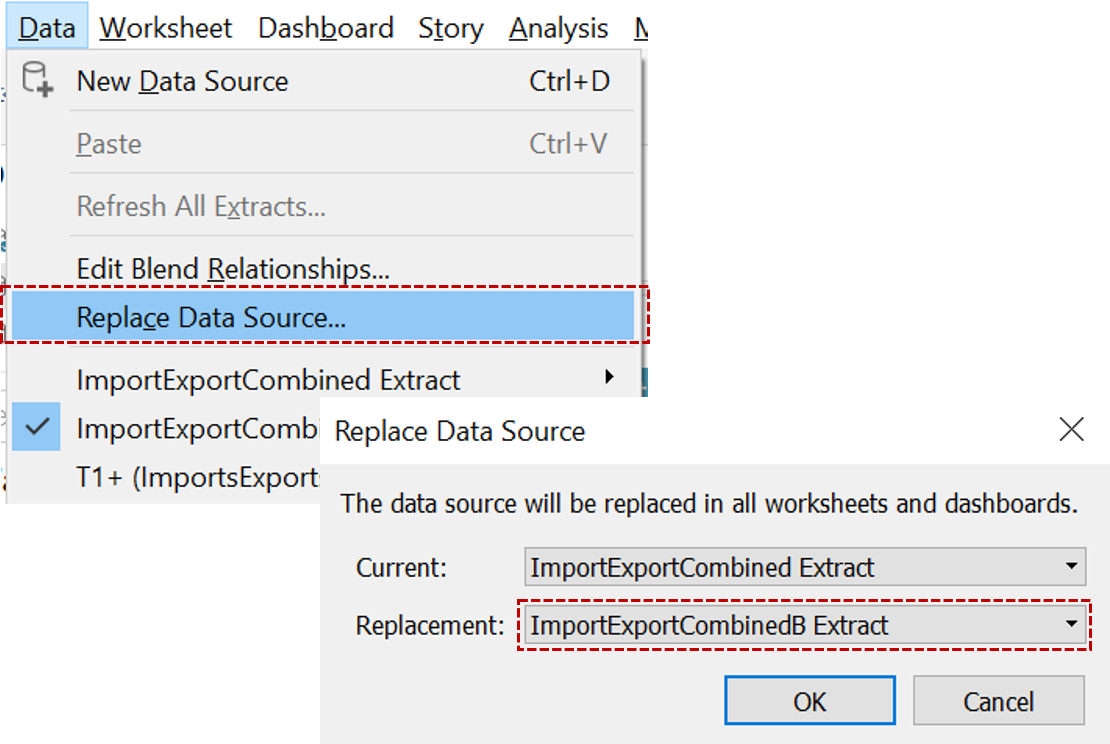 Data Worksheet Dashboard Story Analysis
New Data Source Ctrl+D
Paste Ctrl+V
Refresh All Extracts...
Edit Blend Relationships...
Replace Data Source...
ImportExportCombined Extract
ImportExportCombi
T1+ (ImportsExports
Replace Data Source
The data source will be replaced in all worksheets and dashboards.
Current: ImportExportCombined Extract
Replacement: ImportExportCombinedB Extract
OK Cancel